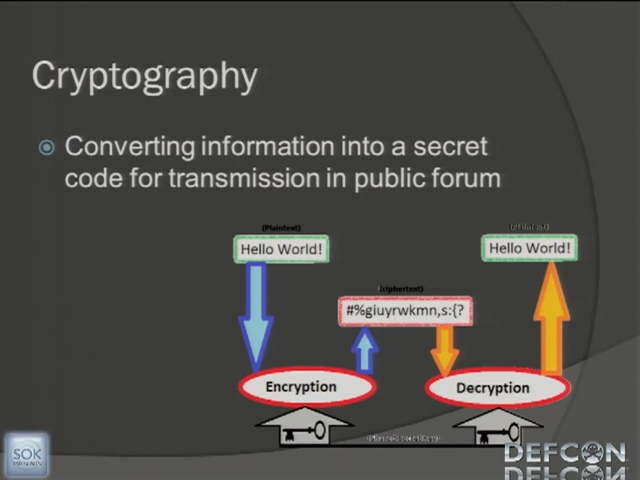 Cryptography
Converting information into a secret
code for transmission in public forum
(Plaintext)
Hello World!
Hello World!
(ciphertext)
#%giuyrwkmn,s:{?
Encryption
Decryption
SOK
DEFCON